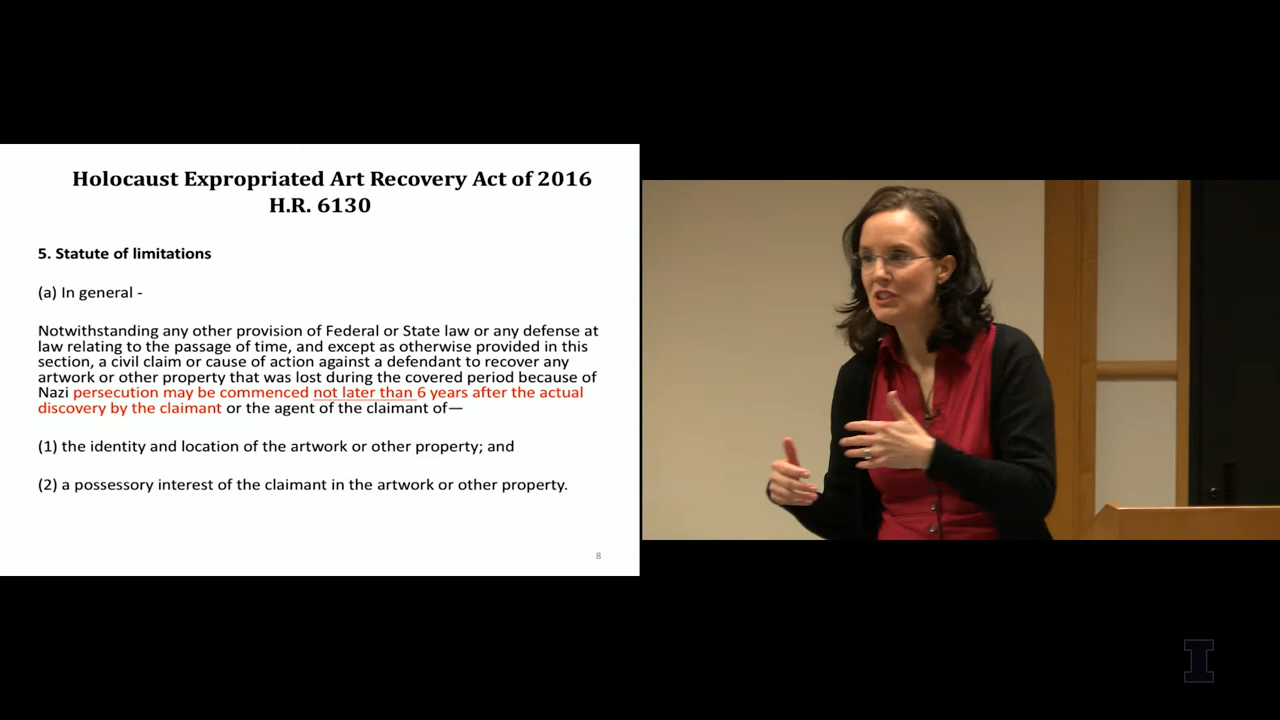 Holocaust Expropriated Art Recovery Act of 2016
H.R. 6130
5. Statute of limitations
(a) In general -
Notwithstanding any other provision of Federal or State law or any defense at
law relating to the passage of time, and except as otherwise provided in this
section, a civil claim or cause of action against a defendant to recover any
artwork or other property that was lost during the covered period because of
Nazi persecution may be commenced not later than 6 years after the actual
discovery by the claimant or the agent of the claimant of—
(1) the identity and location of the artwork or other property; and
(2) a possessory interest of the claimant in the artwork or other property.
8
I